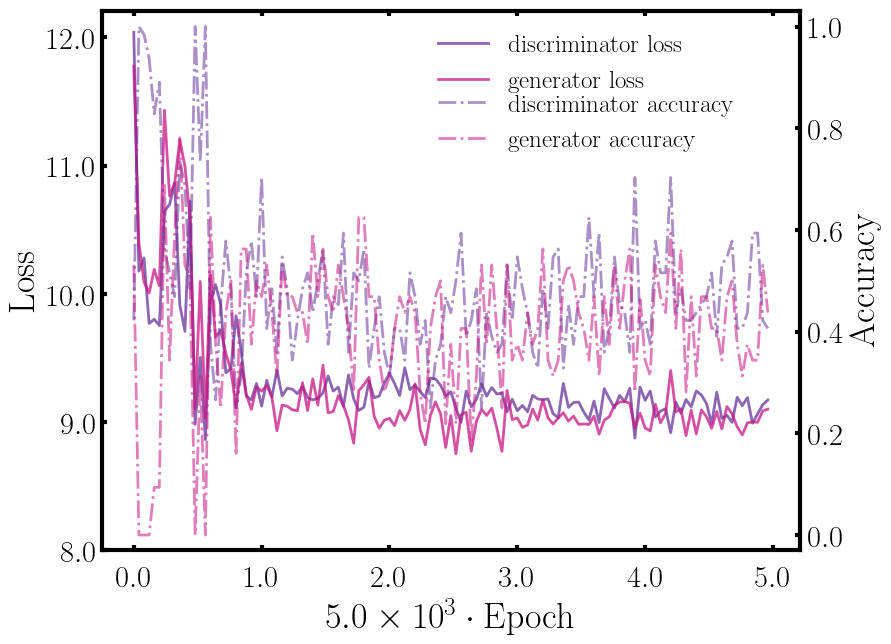 12.0
11.0
10.0
9.0
8.0
Loss
discriminator loss
generator loss
discriminator accuracy
generator accuracy
1.0
0.8
0.6
0.4
0.2
0.0
Accuracy
0.0 1.0 2.0 3.0 4.0 5.0
5.0 × 10³ · Epoch